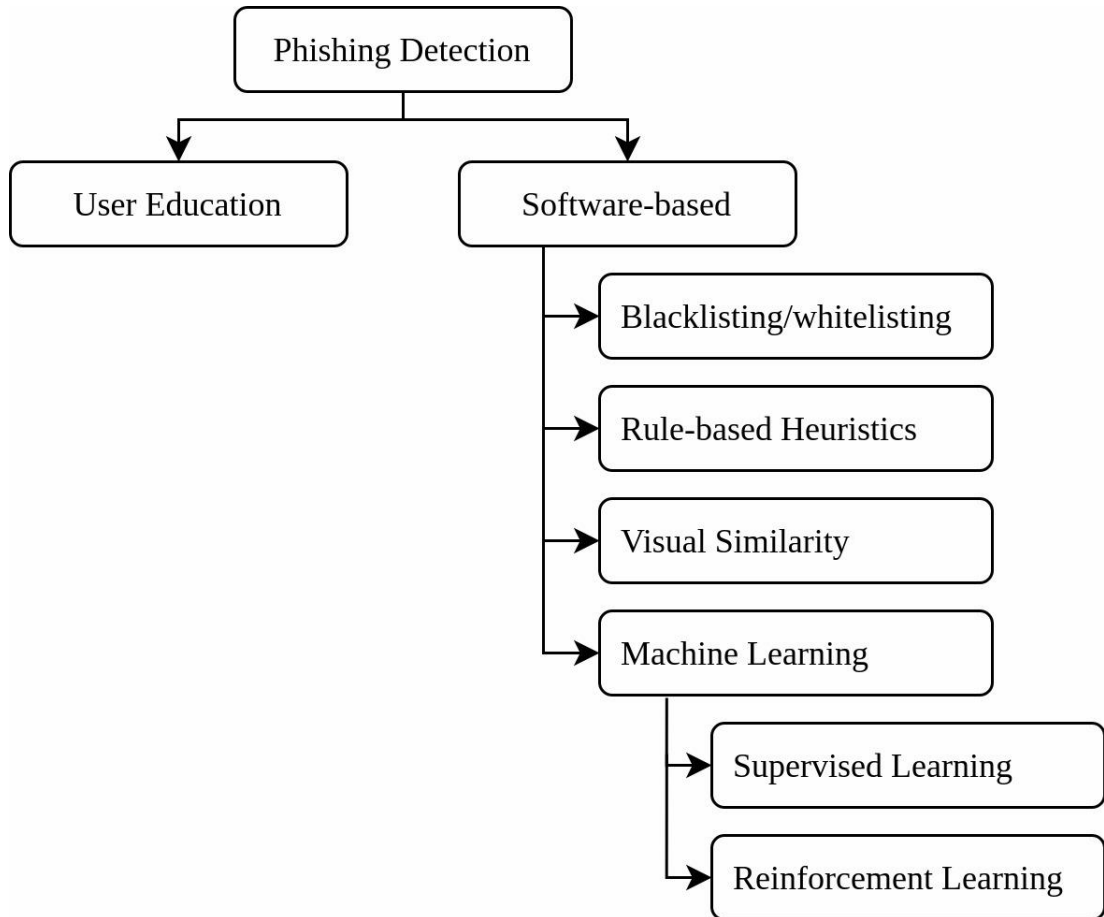 Phishing Detection
User Education
Software-based
Blacklisting/whitelisting
Rule-based Heuristics
Visual Similarity
Machine Learning
Supervised Learning
Reinforcement Learning